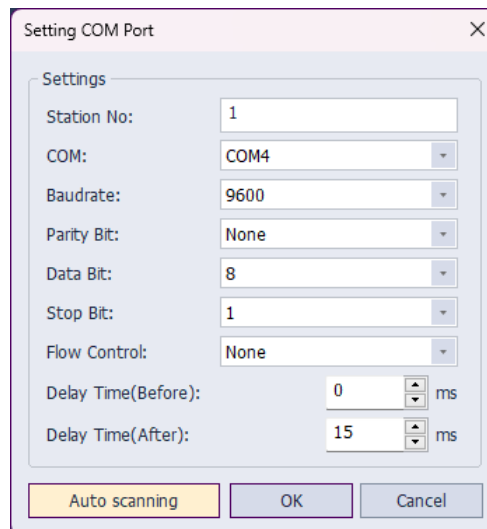 Setting COM Port
Settings
Station No: 1
COM: COM4
Baudrate: 9600
Parity Bit: None
Data Bit: 8
Stop Bit: 1
Flow Control: None
Delay Time(Before): 0 ms
Delay Time(After): 15 ms
Auto scanning OK Cancel